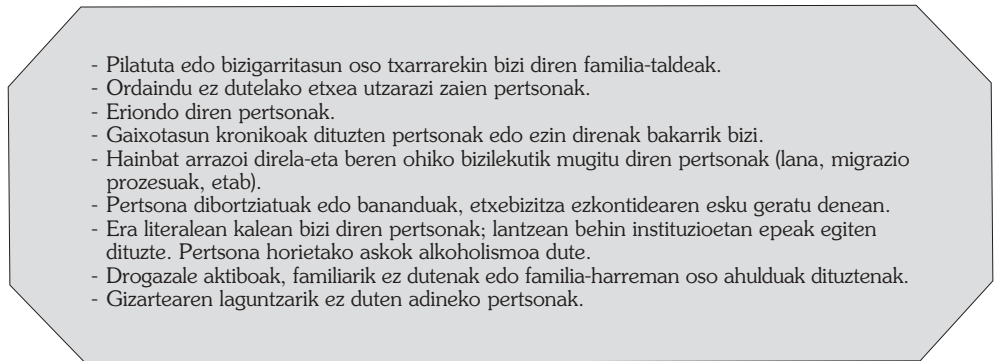 - Pilatuta edo bizigarritasun oso txarrarekin bizi diren familia-taldeak.
- Ordaindu ez dutelako etxea utzarazi zaien pertsonak.
- Eriondo diren pertsonak.
- Gaixotasun kronikoak dituzten pertsonak edo ezin direnak bakarrik bizi.
- Hainbat arrazoi direla-eta beren ohiko bizilekutik mugitu diren pertsonak (lana, migrazio
prozesuak, etab).
- Pertsona dibortziatuak edo bananduak, etxebizitza ezkontidearen esku geratu denean.
- Era literalean kalean bizi diren pertsonak; lantzean behin instituzioetan epeak egiten
dituzte. Pertsona horietako askok alkoholismoa dute.
- Drogazale aktiboak, familiarik ez dutenak edo familia-harreman oso ahulduak dituztenak.
- Gizartearen laguntzarik ez duten adineko pertsonak.